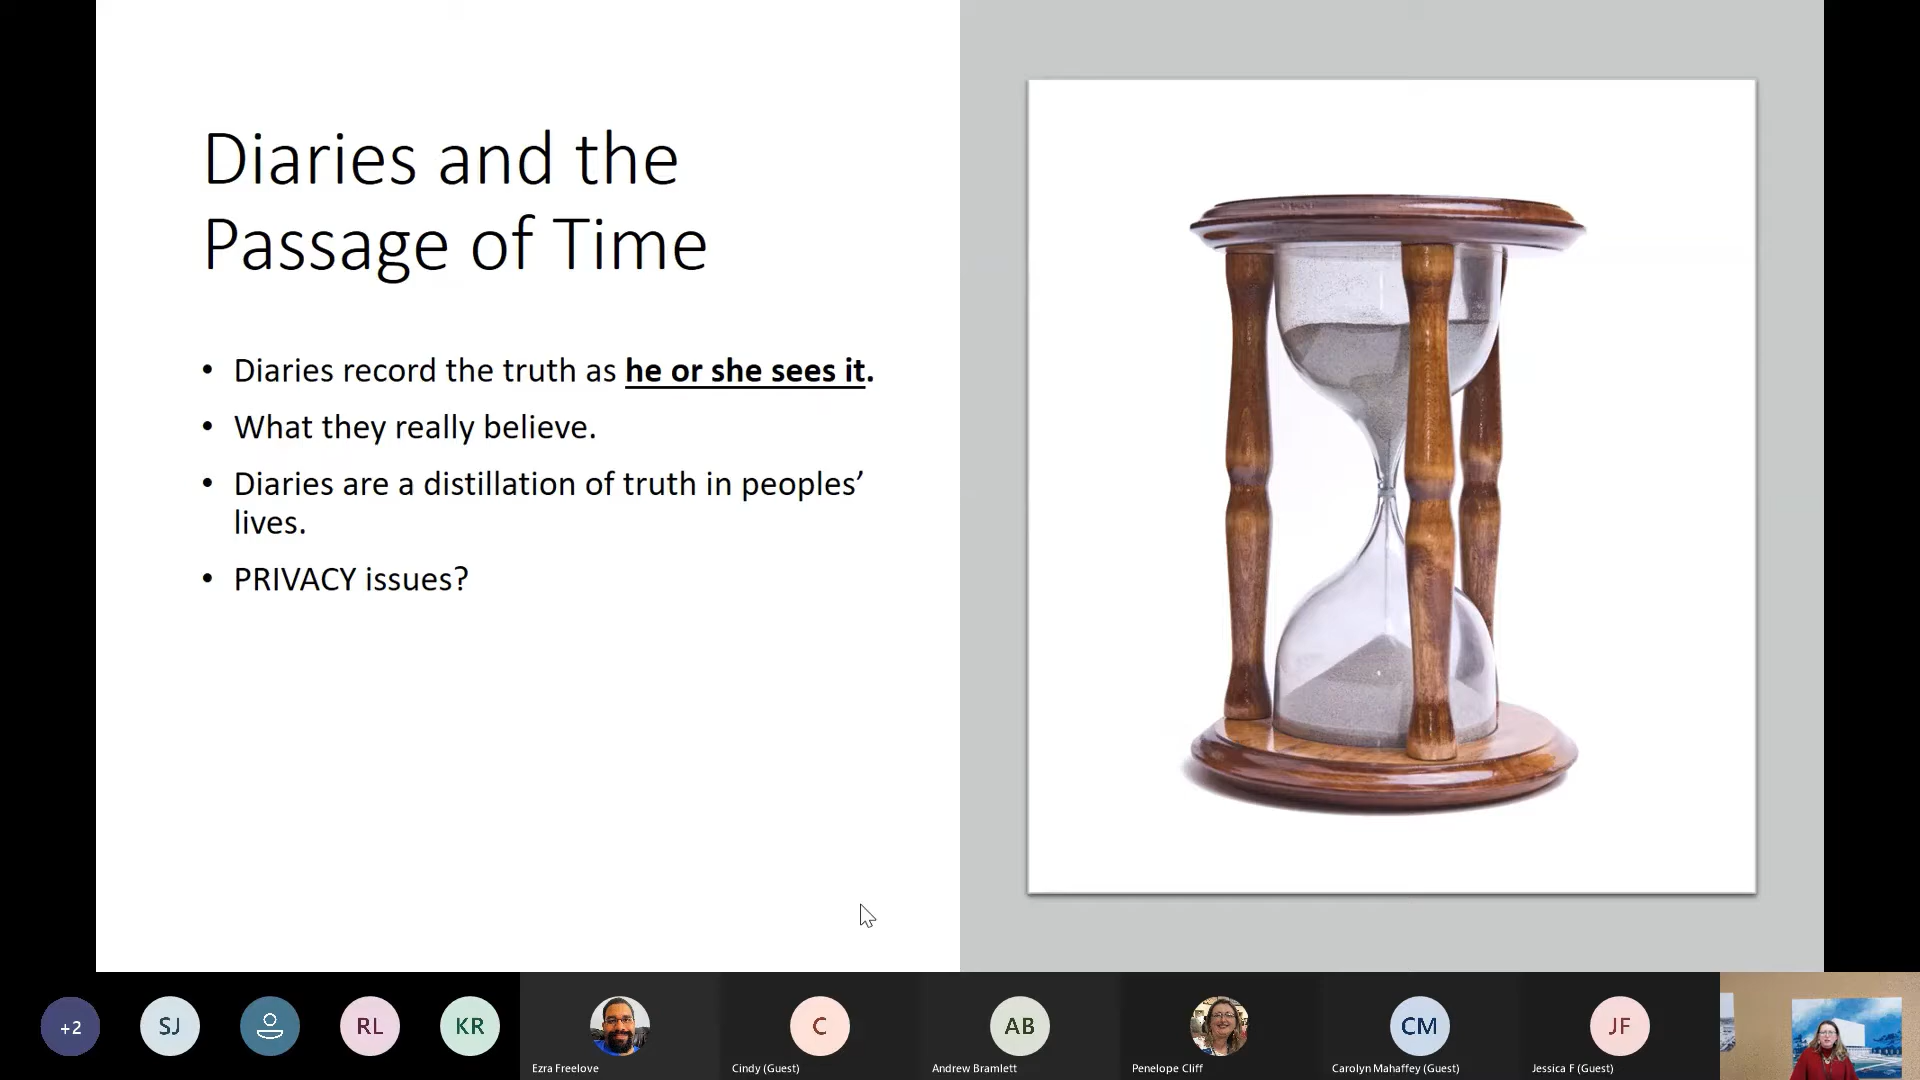 Diaries and the
Passage of Time
• Diaries record the truth as he or she sees it.
• What they really believe.
• Diaries are a distillation of truth in peoples’
lives.
• PRIVACY issues?
+2
SJ
RL
KR
Ezra Freelove
C
Cindy (Guest)
AB
Andrew Bramlett
Penelope Cliff
CM
Carolyn Mahaffey (Guest)
JF
Jessica F (Guest)